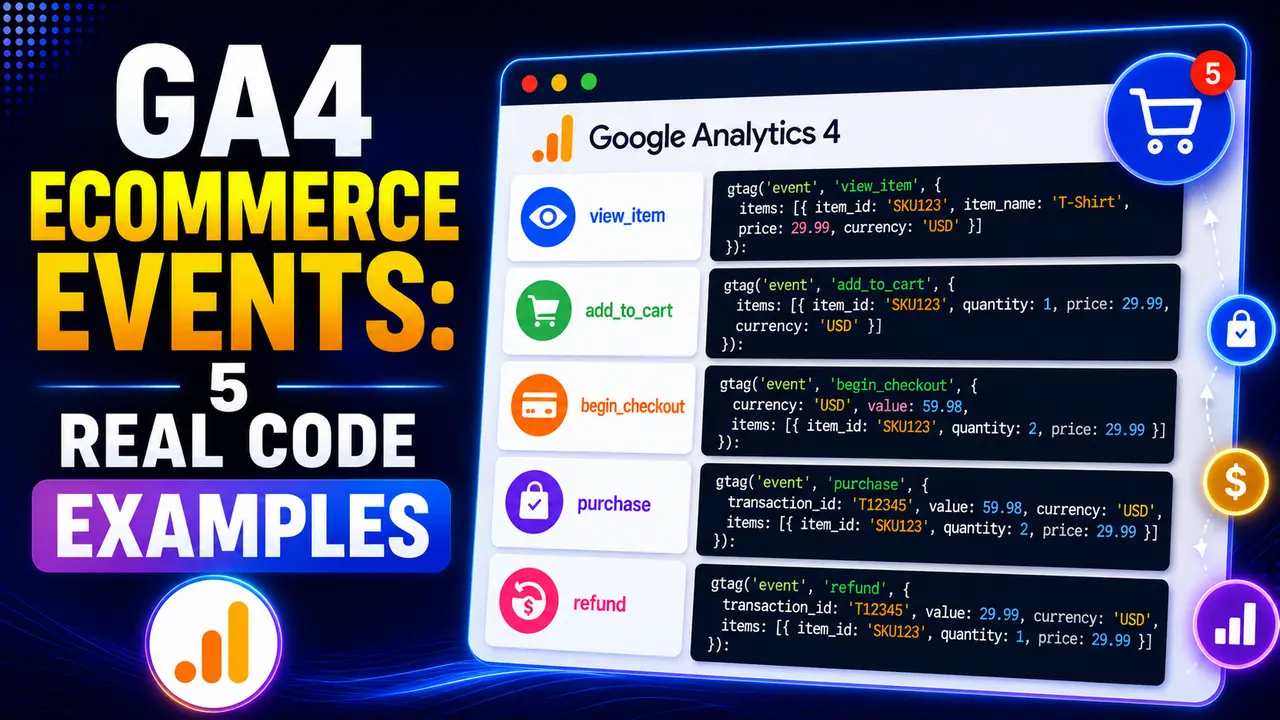 GA4
ECOMMERCE
EVENTS:
5
REAL CODE
EXAMPLES
5
Google Analytics 4
view_item
gtag('event', 'view_item', {
items: [{ item_id: 'SKU123', item_name: 'T-Shirt',
price: 29.99, currency: 'USD' }]
}):
add_to_cart
gtag('event', 'add_to_cart', {
items: [{ item_id: 'SKU123', quantity: 1, price: 29.99,
currency: 'USD' }]
}):
begin_checkout
gtag('event', 'begin_checkout', {
currency: 'USD', value: 59.98,
items: [{ item_id: 'SKU123', quantity: 2, price: 29.99 }]
}):
purchase
gtag('event', 'purchase', {
transaction_id: 'T12345', value: 59.98, currency: 'USD',
items: [{ item_id: 'SKU123', quantity: 2, price: 29.99 }]
}):
refund
gtag('event', 'refund', {
transaction_id: 'T12345', value: 29.99, currency: 'USD',
items: [{ item_id: 'SKU123', quantity: 1, price: 29.99 }]
}):
$
$